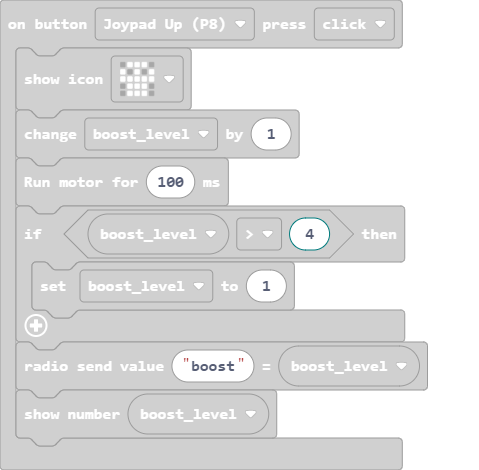 on button Joypad Up (P8) press click
show icon
change boost_level by 1
Run motor for 100 ms
if boost_level > 4 then
set boost_level to 1
radio send value "boost" = boost_level
show number boost_level